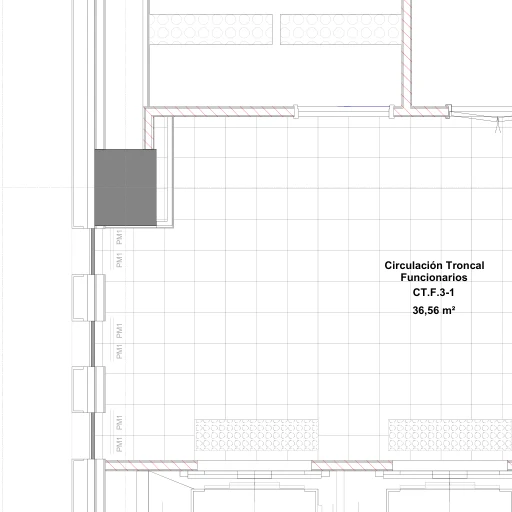 PM1
PM1
Circulación Troncal
Funcionarios
CT.F.3-1
36,56 m²
PM1
PM1
PM1
PM1